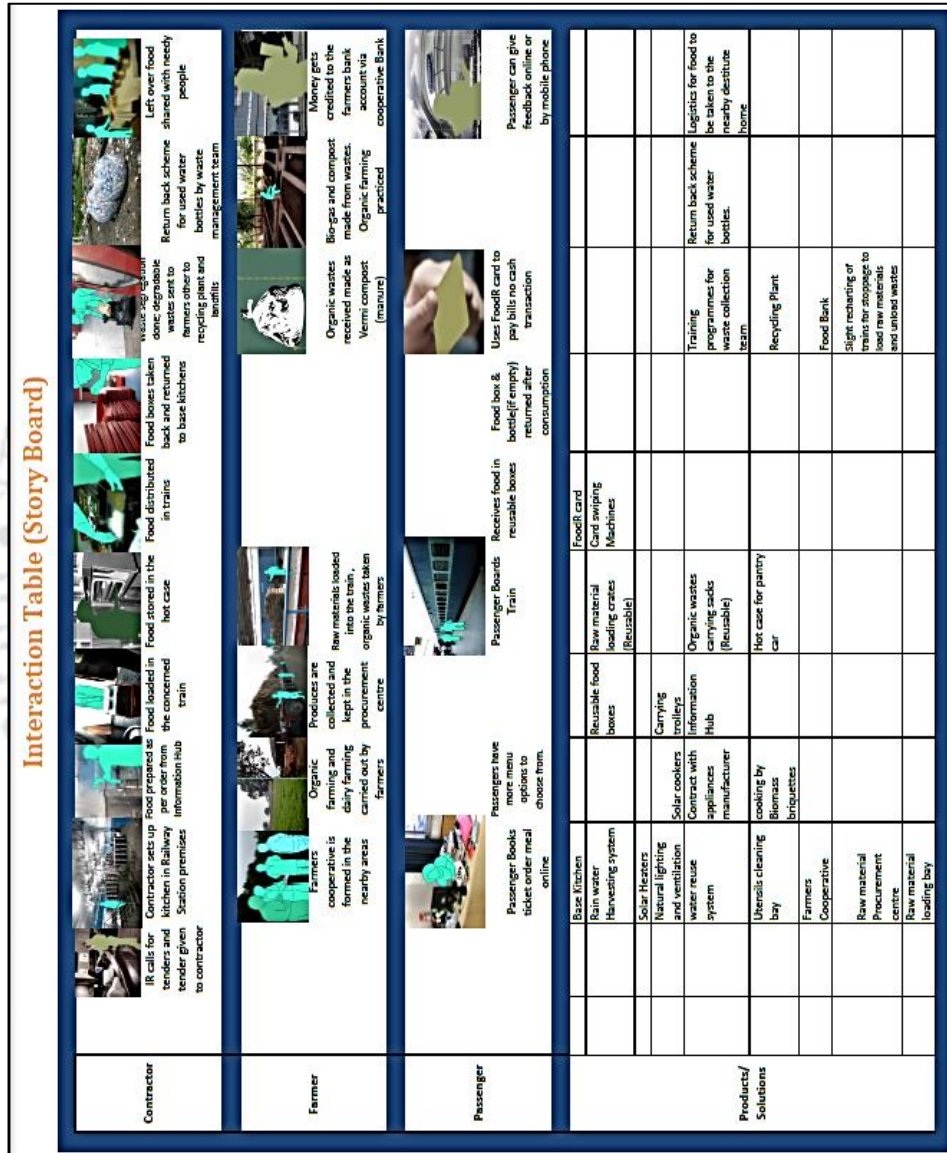 Interaction Table (Story Board)
Contractor
IR calls for
tenders and
tender given
to contractor
Contractor sets up
kitchen in Railway
Station premises
Food prepared as
per order from
Information Hub
Food loaded in
the concerned
train
Food stored in the
hot case
Food distributed
in trains
Food boxes taken
back and returned
to base kitchens
Waste segregation
done; degradable
wastes sent to
farmers other to
recycling plant and
landfills
Return back scheme
for used water
bottles by waste
management team
Left over food
shared with needy
people
Farmer
Farmers
cooperative is
formed in the
nearby areas
Organic
farming and
dairy farming
carried out by
farmers
Produces are
collected and
kept in the
procurement
centre
Raw materials loaded
into the train ,
organic wastes taken
by farmers
Organic wastes
received made as
Vermi compost
(manure)
Bio-gas and compost
made from wastes.
Organic farming
practiced
Money gets
credited to the
farmers bank
account via
cooperative Bank
Passenger
Passenger Books
ticket order meal
online
Passengers have
more menu
options to
choose from.
Passenger Boards
Train
Receives food in
reusable boxes
Food box &
bottle(if empty)
returned after
consumption
Uses FoodR card to
pay bills no cash
transaction
Passenger can give
feedback online or
by mobile phone
Products/
Solutions
Base Kitchen
Rain water
Harvesting system
Solar Heaters
Natural lighting
and ventilation
water reuse
system
Utensils cleaning
bay
Farmers
Cooperative
Raw material
Procurement
centre
Raw material
loading bay
Solar cookers
Contract with
appliances
manufacturer
cooking by
Biomass
briquettes
Reusable food
boxes
Carrying
trolleys
Information
Hub
Raw material
loading crates
(Reusable)
Organic wastes
carrying sacks
(Reusable)
Hot case for pantry
car
FoodR card
Card swiping
Machines
Training
programmes for
waste collection
team
Recycling Plant
Food Bank
Slight recharting of
trains for stoppage to
load raw materials
and unload wastes
Return back scheme
for used water
bottles.
Logistics for food to
be taken to the
nearby destitute
home